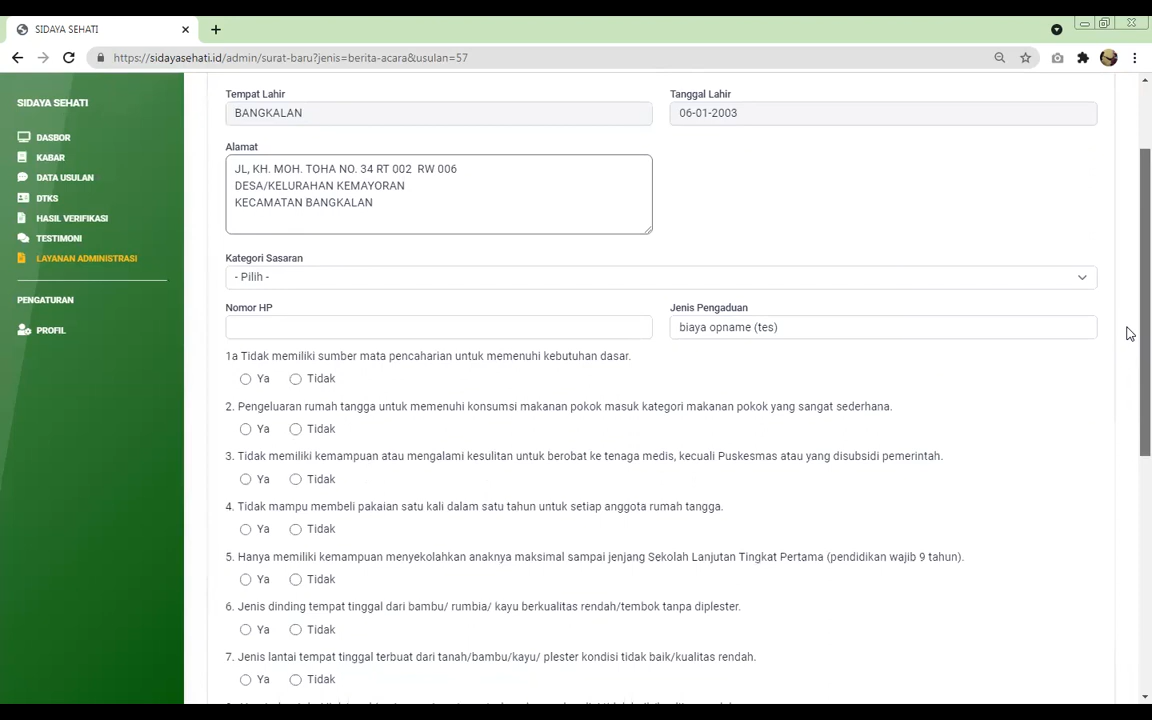 SIDAYA SEHATI
https://sidayasehati.id/admin/surat-baru?jenis=berita-acara&usulan=57
SIDAYA SEHATI
DASBOR
KABAR
DATA USULAN
DTKS
HASIL VERIFIKASI
TESTIMONI
LAYANAN ADMINISTRASI
PENGATURAN
PROFIL
Tempat Lahir
Tanggal Lahir
BANGKALAN
06-01-2003
Alamat
JL, KH. MOH. TOHA NO. 34 RT 002 RW 006
DESA/KELURAHAN KEMAYORAN
KECAMATAN BANGKALAN
Kategori Sasaran
- Pilih -
Nomor HP
Jenis Pengaduan
biaya opname (tes)
1a Tidak memiliki sumber mata pencaharian untuk memenuhi kebutuhan dasar.
Ya Tidak
2. Pengeluaran rumah tangga untuk memenuhi konsumsi makanan pokok masuk kategori makanan pokok yang sangat sederhana.
Ya Tidak
3. Tidak memiliki kemampuan atau mengalami kesulitan untuk berobat ke tenaga medis, kecuali Puskesmas atau yang disubsidi pemerintah.
Ya Tidak
4. Tidak mampu membeli pakaian satu kali dalam satu tahun untuk setiap anggota rumah tangga.
Ya Tidak
5. Hanya memiliki kemampuan menyekolahkan anaknya maksimal sampai jenjang Sekolah Lanjutan Tingkat Pertama (pendidikan wajib 9 tahun).
Ya Tidak
6. Jenis dinding tempat tinggal dari bambu/ rumbia/ kayu berkualitas rendah/tembok tanpa diplester.
Ya Tidak
7. Jenis lantai tempat tinggal terbuat dari tanah/bambu/kayu/ plester kondisi tidak baik/kualitas rendah.
Ya Tidak